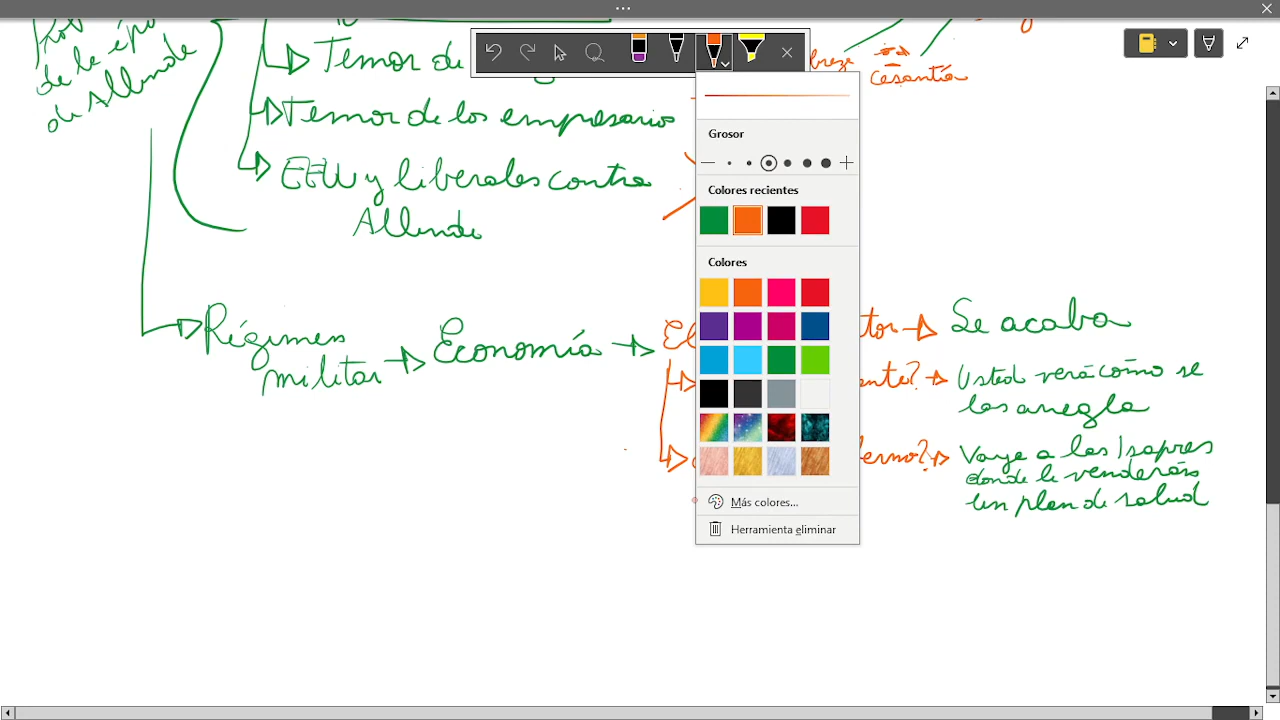 de la
de Allende
Temor de
Temor de los empresarios
EEUU y liberales contra
Allende
Cesantía
Grosor
Colores recientes
Colores
Más colores...
Herramienta eliminar
Régimen
militar
Economía
El
Se acaba
Usted verá cómo se
las arregla
Vaya a las Isapres
donde le venderán
un plan de salud